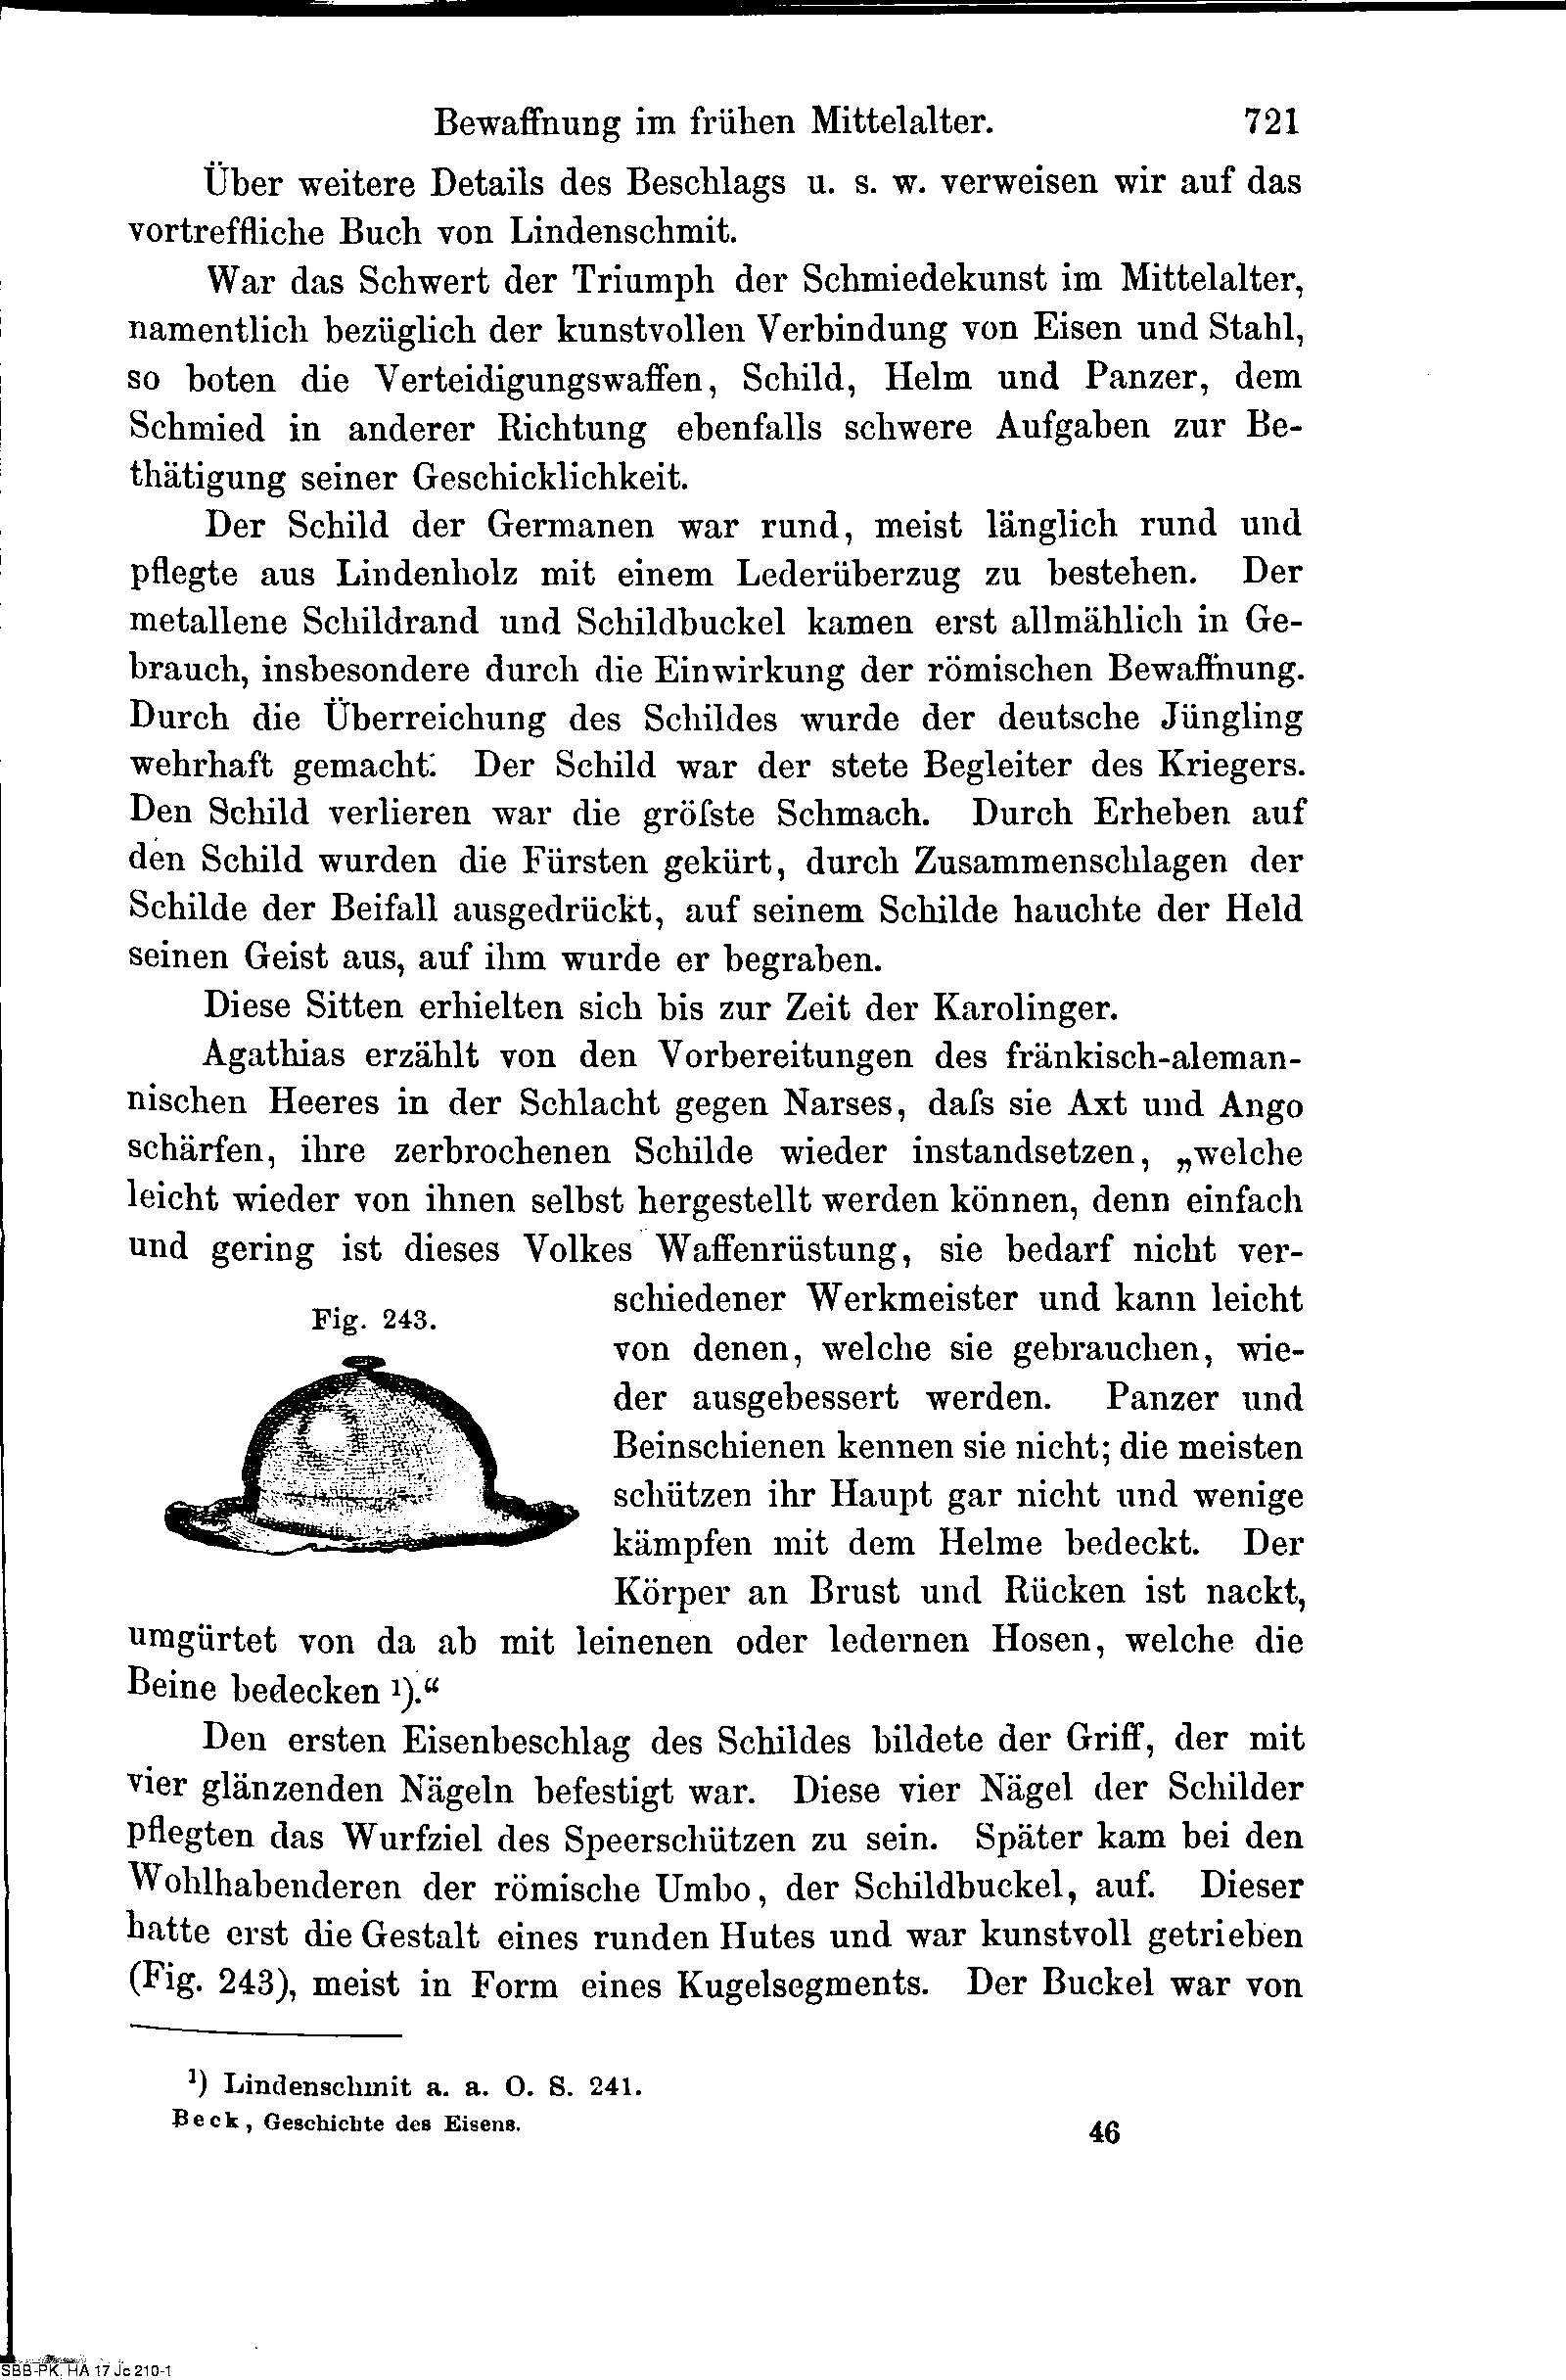 Bewaffnung im frühen Mittelalter. 721
Über weitere Details des Beschlags u. s. w. verweisen wir auf das
vortreffliche Buch von Lindenschmit.
War das Schwert der Triumph der Schmiedekunst im Mittelalter,
namentlich bezüglich der kunstvollen Verbindung von Eisen und Stahl,
so boten die Verteidigungswaffen, Schild, Helm und Panzer, dem
Schmied in anderer Richtung ebenfalls schwere Aufgaben zur Be-
thätigung seiner Geschicklichkeit.
Der Schild der Germanen war rund, meist länglich rund und
pflegte aus Lindenholz mit einem Lederüberzug zu bestehen. Der
metallene Schildrand und Schildbuckel kamen erst allmählich in Ge-
brauch, insbesondere durch die Einwirkung der römischen Bewaffnung.
Durch die Überreichung des Schildes wurde der deutsche Jüngling
wehrhaft gemacht. Der Schild war der stete Begleiter des Kriegers.
Den Schild verlieren war die gröſste Schmach. Durch Erheben auf
den Schild wurden die Fürsten gekürt, durch Zusammenschlagen der
Schilde der Beifall ausgedrückt, auf seinem Schilde hauchte der Held
seinen Geist aus, auf ihm wurde er begraben.
Diese Sitten erhielten sich bis zur Zeit der Karolinger.
Agathias erzählt von den Vorbereitungen des fränkisch-aleman-
nischen Heeres in der Schlacht gegen Narses, daſs sie Axt und Ango
schärfen, ihre zerbrochenen Schilde wieder instandsetzen, „welche
leicht wieder von ihnen selbst hergestellt werden können, denn einfach
und gering ist dieses Volkes Waffenrüstung, sie bedarf nicht ver-
schiedener Werkmeister und kann leicht
von denen, welche sie gebrauchen, wie-
der ausgebessert werden. Panzer und
Beinschienen kennen sie nicht; die meisten
schützen ihr Haupt gar nicht und wenige
kämpfen mit dem Helme bedeckt. Der
Körper an Brust und Rücken ist nackt,
Fig. 243.
umgürtet von da ab mit leinenen oder ledernen Hosen, welche die
Beine bedecken ¹).“
Den ersten Eisenbeschlag des Schildes bildete der Griff, der mit
vier glänzenden Nägeln befestigt war. Diese vier Nägel der Schilder
pflegten das Wurfziel des Speerschützen zu sein. Später kam bei den
Wohlhabenderen der römische Umbo, der Schildbuckel, auf. Dieser
hatte erst die Gestalt eines runden Hutes und war kunstvoll getrieben
(Fig. 243), meist in Form eines Kugelsegments. Der Buckel war von
¹) Lindenschmit a. a. O. S. 241.
Beck, Geschichte des Eisens. 46
SBB-PK, HA 17 Jc 210-1